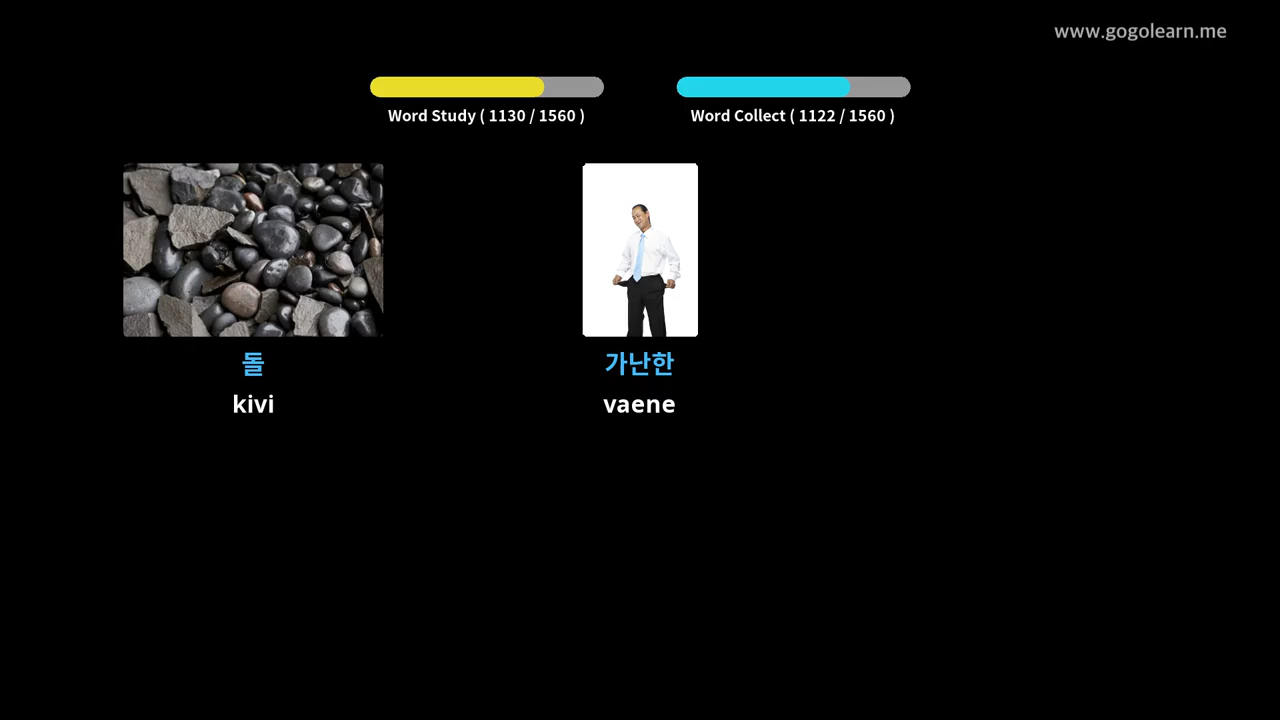 www.gogolearn.me
Word Study ( 1130 / 1560 )
Word Collect ( 1122 / 1560 )
돌
kivi
가난한
vaene